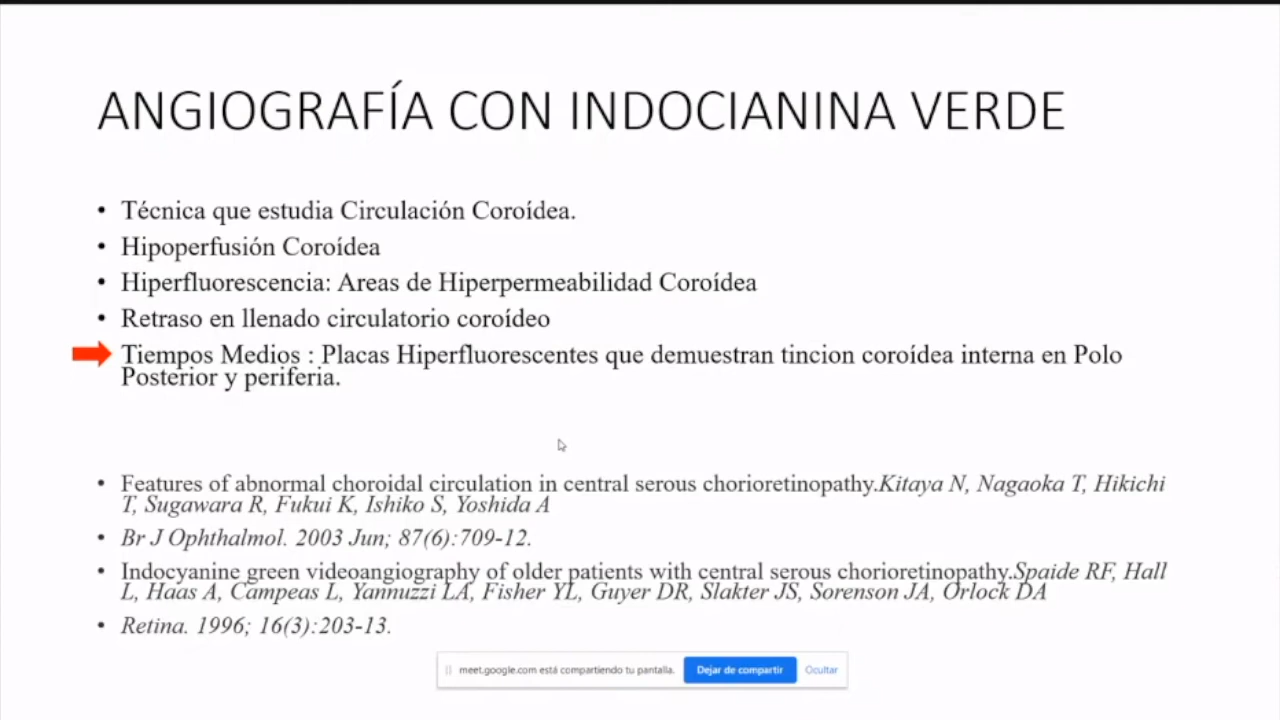 ANGIOGRAFÍA CON INDOCIANINA VERDE
• Técnica que estudia Circulación Coroídea.
• Hipoperfusión Coroídea
• Hiperfluorescencia: Areas de Hiperpermeabilidad Coroídea
• Retraso en llenado circulatorio coroídeo
Tiempos Medios : Placas Hiperfluorescentes que demuestran tincion coroídea interna en Polo
Posterior y periferia.
• Features of abnormal choroidal circulation in central serous chorioretinopathy.Kitaya N, Nagaoka T, Hikichi
T, Sugawara R, Fukui K, Ishiko S, Yoshida A
• Br J Ophthalmol. 2003 Jun; 87(6):709-12.
• Indocyanine green videoangiography of older patients with central serous chorioretinopathy.Spaide RF, Hall
L, Haas A, Campeas L, Yannuzzi LA, Fisher YL, Guyer DR, Slakter JS, Sorenson JA, Orlock DA
• Retina. 1996; 16(3):203-13.
meet.google.com está compartiendo tu pantalla. Dejar de compartir Ocultar